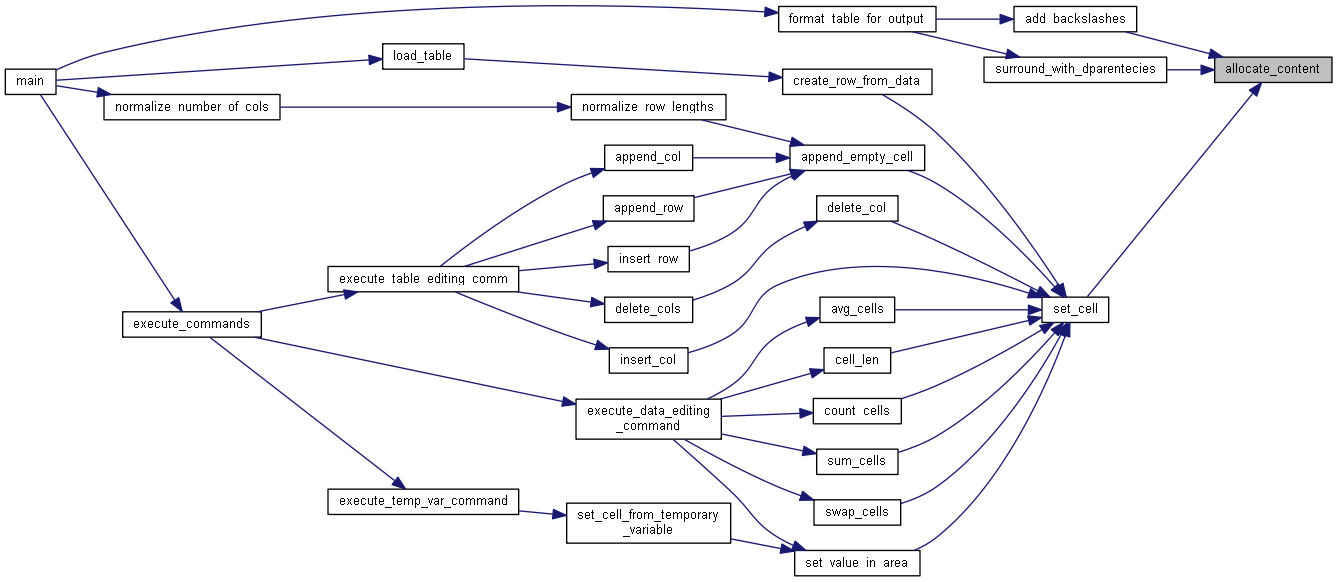 main
load_table
normalize_number_of_cols
execute_commands
execute_table_editing_comm
execute_temp_var_command
normalize_row_lengths
append_col
append_row
insert_row
delete_cols
insert_col
execute_data_editing
_command
set_cell_from_temporary
_variable
format_table_for_output
create_row_from_data
append_empty_cell
delete_col
avg_cells
cell_len
count_cells
sum_cells
swap_cells
set_value_in_area
add_backslashes
surround_with_dparentecies
set_cell
allocate_content